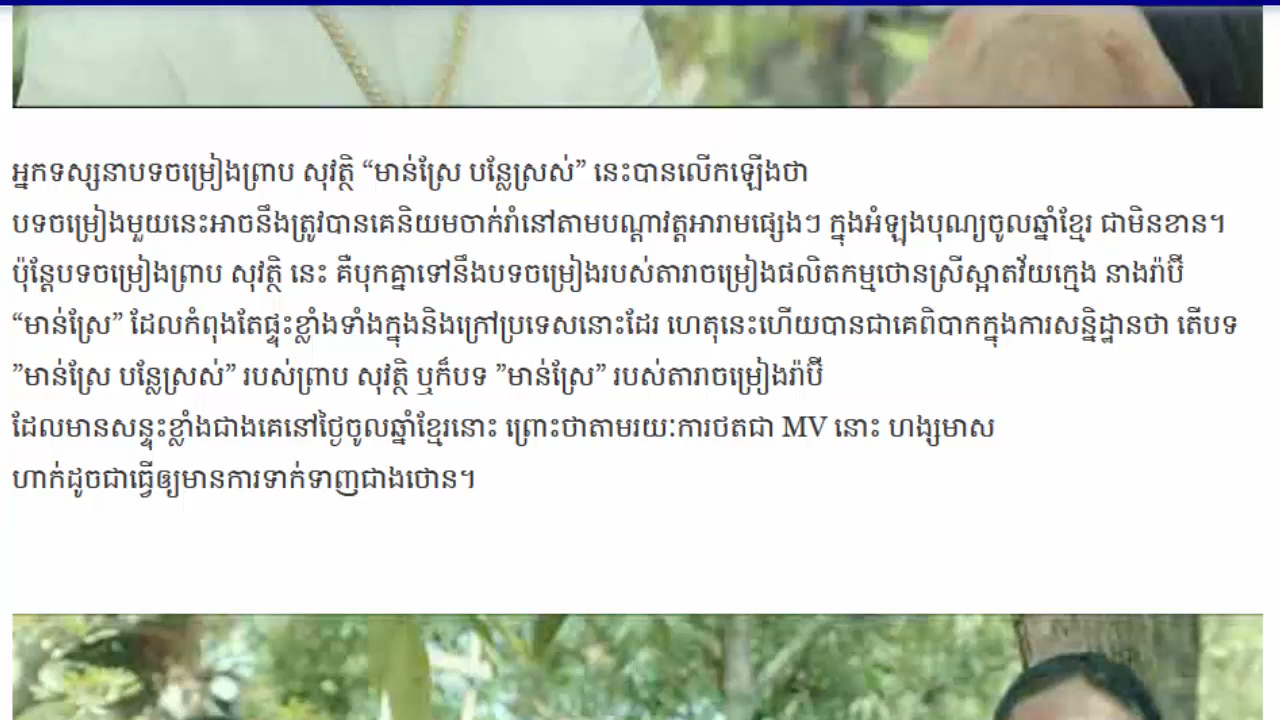 អ្នកទស្សនាបទចម្រៀងព្រាប សុវត្ថិ “មាន់ស្រែ បន្លែស្រស់” នេះបានលើកឡើងថា
បទចម្រៀងមួយនេះអាចនឹងត្រូវបានគេនិយមចាក់រាំនៅតាមបណ្តាវត្តអារាមផ្សេងៗ ក្នុងអំឡុងបុណ្យចូលឆ្នាំខ្មែរ ជាមិនខាន។
ប៉ុន្តែបទចម្រៀងព្រាប សុវត្ថិ នេះ គឺបុកគ្នាទៅនឹងបទចម្រៀងរបស់តារាចម្រៀងផលិតកម្មថោនស្រីស្អាតវ័យក្មេង នាងរ៉ាប៊ី
“មាន់ស្រែ” ដែលកំពុងតែផ្ទុះខ្លាំងទាំងក្នុងនិងក្រៅប្រទេសនោះដែរ ហេតុនេះហើយបានជាគេពិបាកក្នុងការសន្និដ្ឋានថា តើបទ
”មាន់ស្រែ បន្លែស្រស់” របស់ព្រាប សុវត្ថិ ឬក៏បទ ”មាន់ស្រែ” របស់តារាចម្រៀងរ៉ាប៊ី
ដែលមានសន្ទុះខ្លាំងជាងគេនៅថ្ងៃចូលឆ្នាំខ្មែរនោះ ព្រោះថាតាមរយៈការថតជា MV នោះ ហង្សមាស
ហាក់ដូចជាធ្វើឲ្យមានការទាក់ទាញជាងថោន។